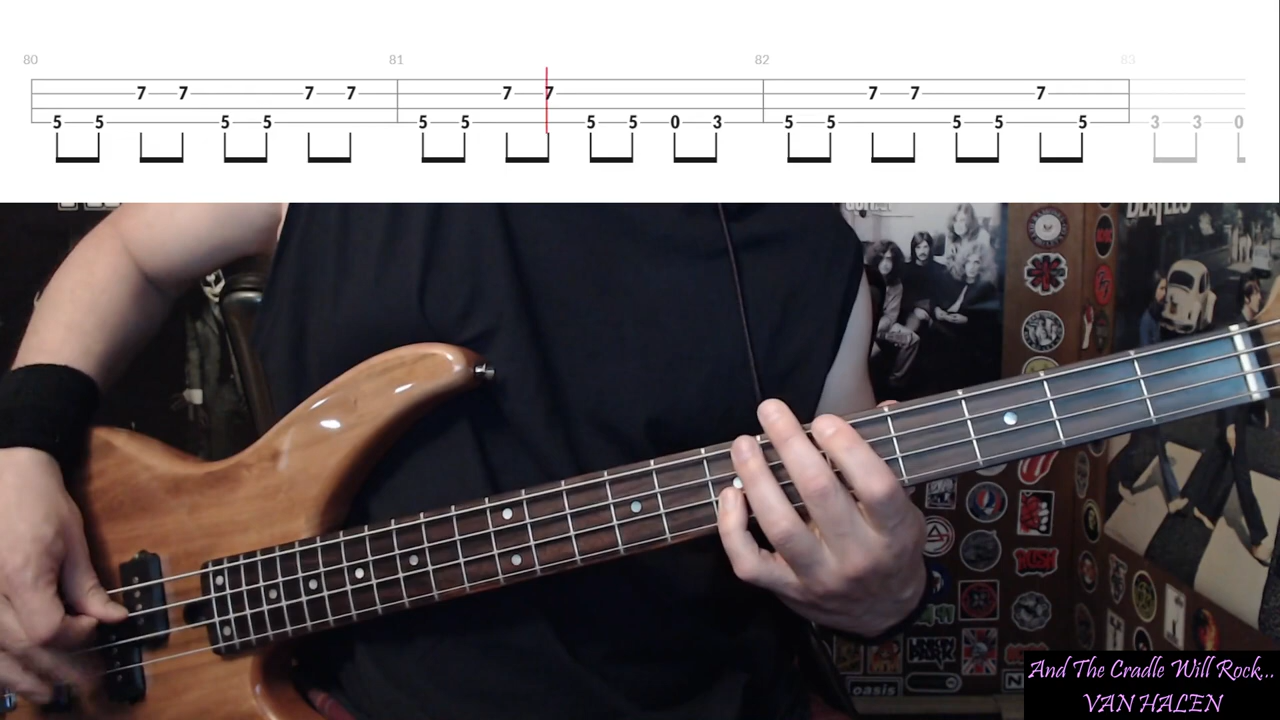 80 81 82 83
7 7 7 7 7 7 7 7 7
5 5 5 5 5 5 5 5 0 3 5 5 5 5 5 3 3 0
BEATLES
RUSH
oasis
And The Cradle Will Rock...
VAN HALEN